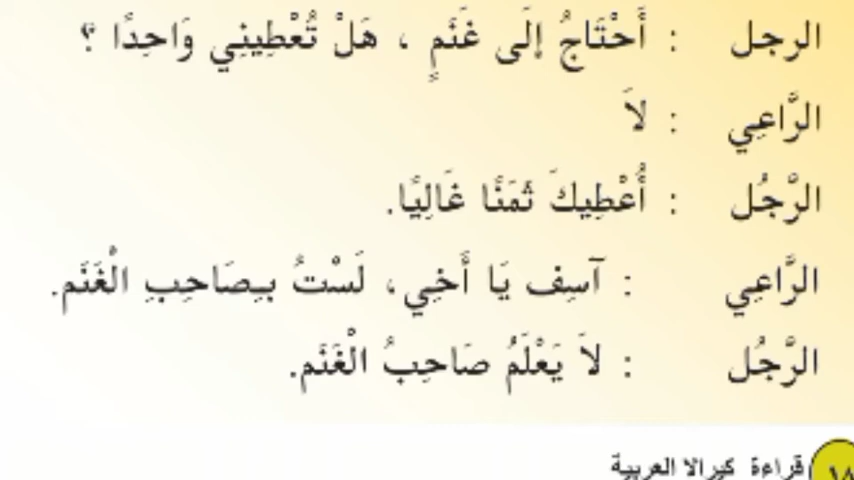 الرجل : أَحْتَاجُ إِلَى غَنَمٍ ، هَلْ تُعْطِينِي وَاحِدًا ؟
الرَّاعِي : لاَ
الرَّجُل : أُعْطِيكَ ثَمَنًا غَالِيًا.
الرَّاعِي : آسِف يَا أَخِي، لَسْتُ بِصَاحِبِ الْغَنَم.
الرَّجُل : لاَ يَعْلَمُ صَاحِبُ الْغَنَم.
قراءة كيرالا العربية